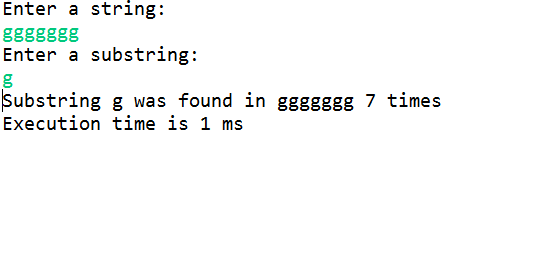 Enter a string:
ggggggg
Enter a substring:
g
Substring g was found in ggggggg 7 times
Execution time is 1 ms